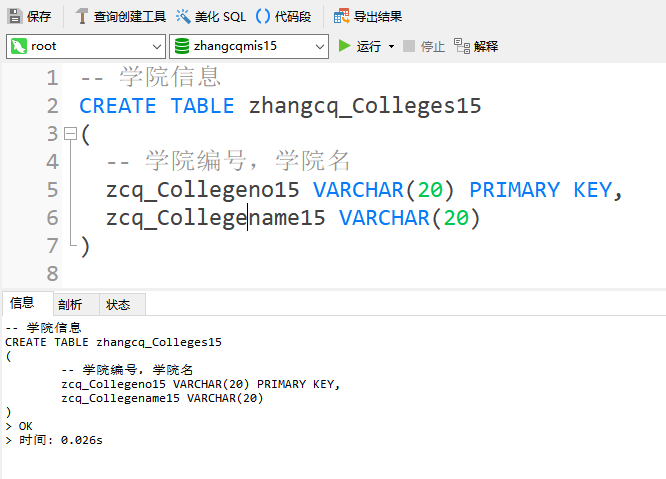 保存 查询创建工具 美化 SQL () 代码段 导出结果
root zhangcqmis15 运行 停止 解释
1 -- 学院信息
2 CREATE TABLE zhangcq_Colleges15
3 (
4 -- 学院编号, 学院名
5 zcq_Collegeno15 VARCHAR(20) PRIMARY KEY,
6 zcq_Collegename15 VARCHAR(20)
7 )
8
信息 剖析 状态
-- 学院信息
CREATE TABLE zhangcq_Colleges15
(
-- 学院编号, 学院名
zcq_Collegeno15 VARCHAR(20) PRIMARY KEY,
zcq_Collegename15 VARCHAR(20)
)
> OK
> 时间: 0.026s